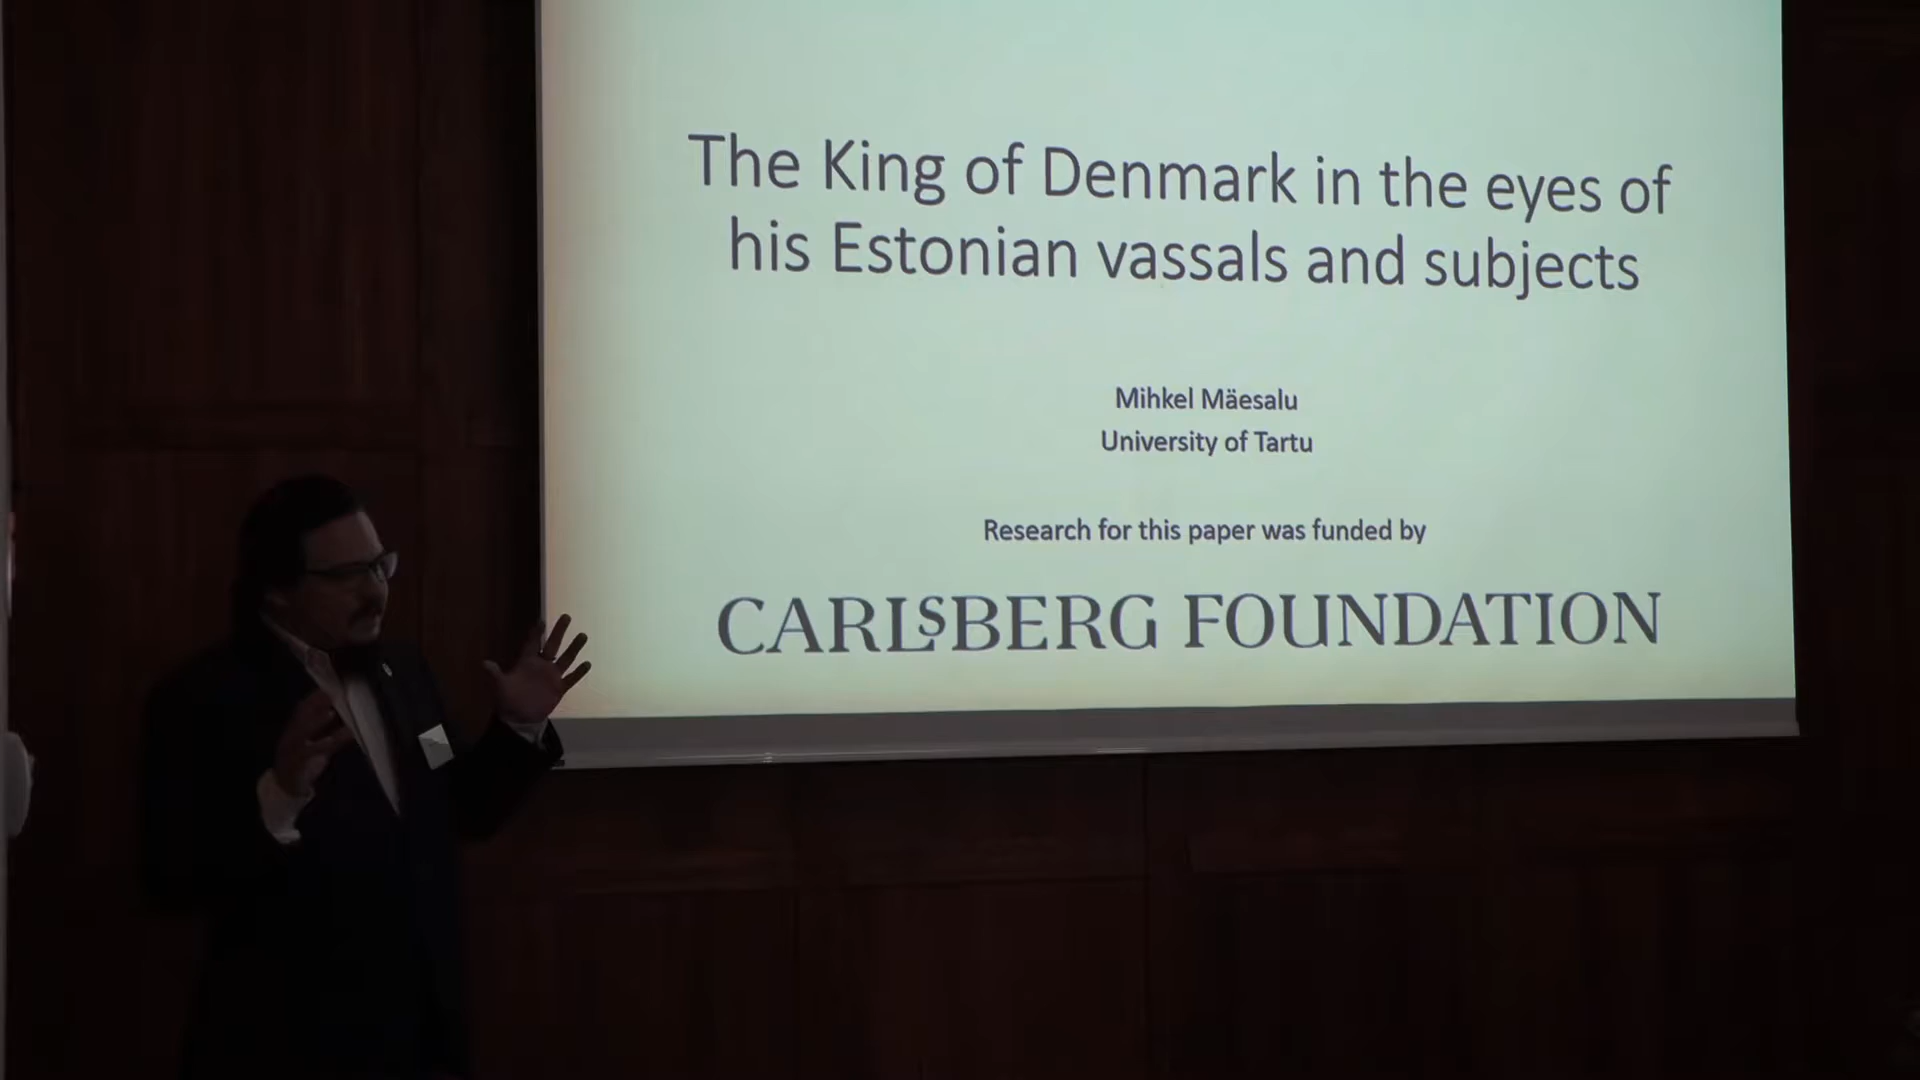 The King of Denmark in the eyes of
his Estonian vassals and subjects
Mihkel Mäesalu
University of Tartu
Research for this paper was funded by
CARLSBERG FOUNDATION